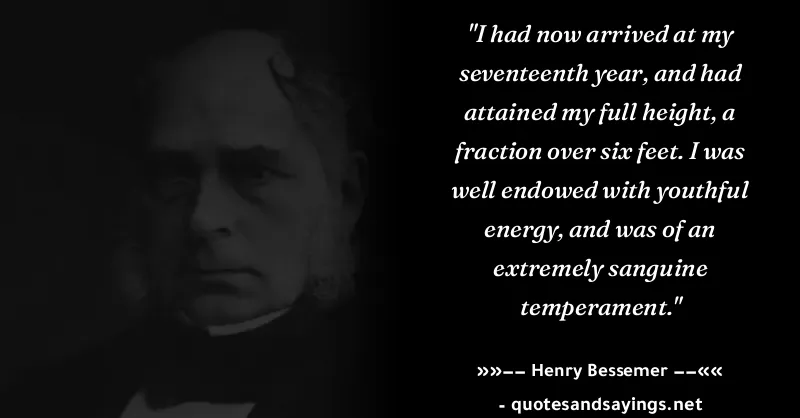 "I had now arrived at my
seventeenth year, and had
attained my full height, a
fraction over six feet. I was
well endowed with youthful
energy, and was of an
extremely sanguine
temperament."
»»–– Henry Bessemer ––««
- quotesandsayings.net